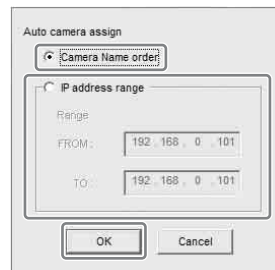 Auto camera assign
Camera Name order
IP address range
Range
FROM : 192 . 168 . 0 . 101
TO : 192 . 168 . 0 . 101
OK Cancel